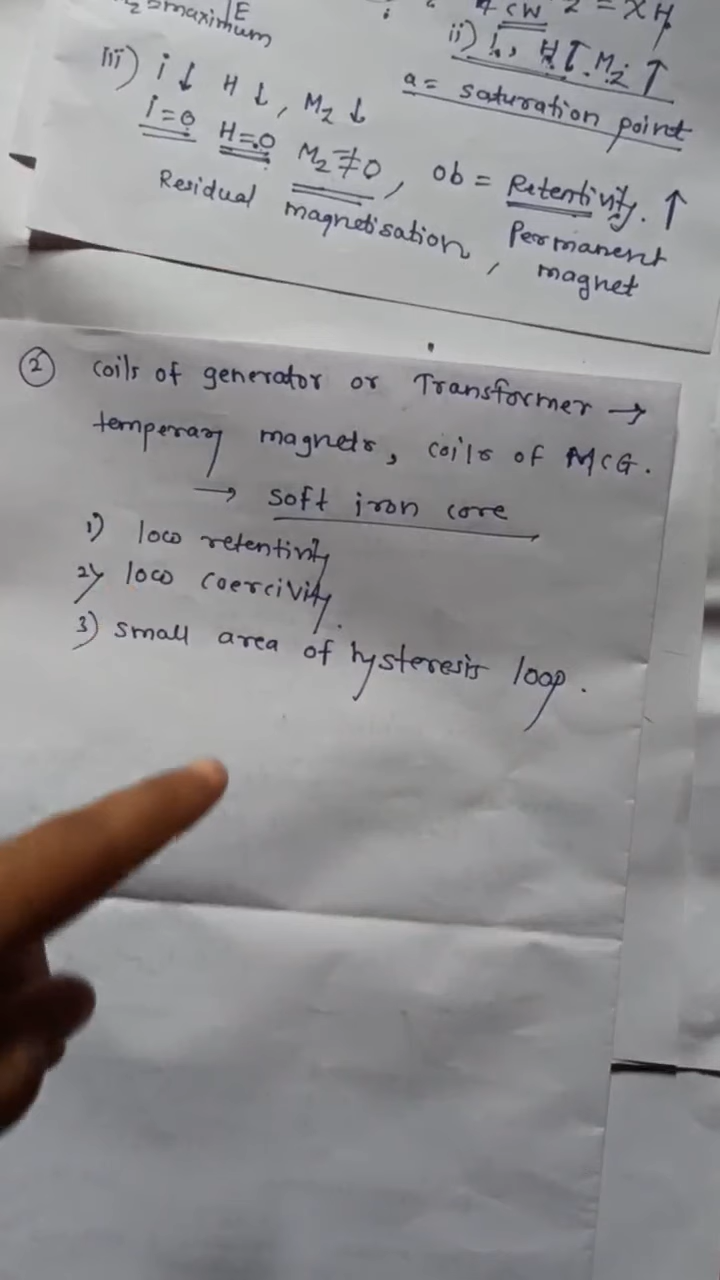 = maximum
CW 2 = X H
ii) i, H↑. Mz ↑
a = saturation point
iii) i ↓ H ↓, Mz ↓
i=0 H=0 Mz ≠ 0, ob = Retentivity. ↑
Residual magnetisation, Permanent magnet
② coils of generator or Transformer →
temperary magnets, coils of MCG.
→ soft iron core
1) low retentivity
2) low coercivity.
3) small area of hysteresis loop.